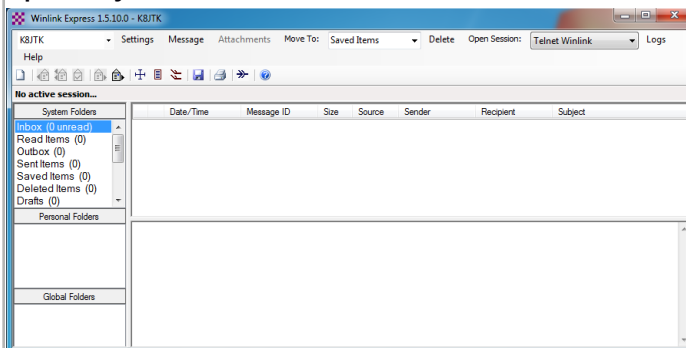 Winlink Express 1.5.10.0 - K8JTK
K8JTK Settings Message Attachments Move To: Saved Items Delete Open Session: Telnet Winlink Logs
Help
No active session...
System Folders Date/Time Message ID Size Source Sender Recipient Subject
Inbox (0 unread)
Read Items (0)
Outbox (0)
Sent Items (0)
Saved Items (0)
Deleted Items (0)
Drafts (0)
Personal Folders
Global Folders